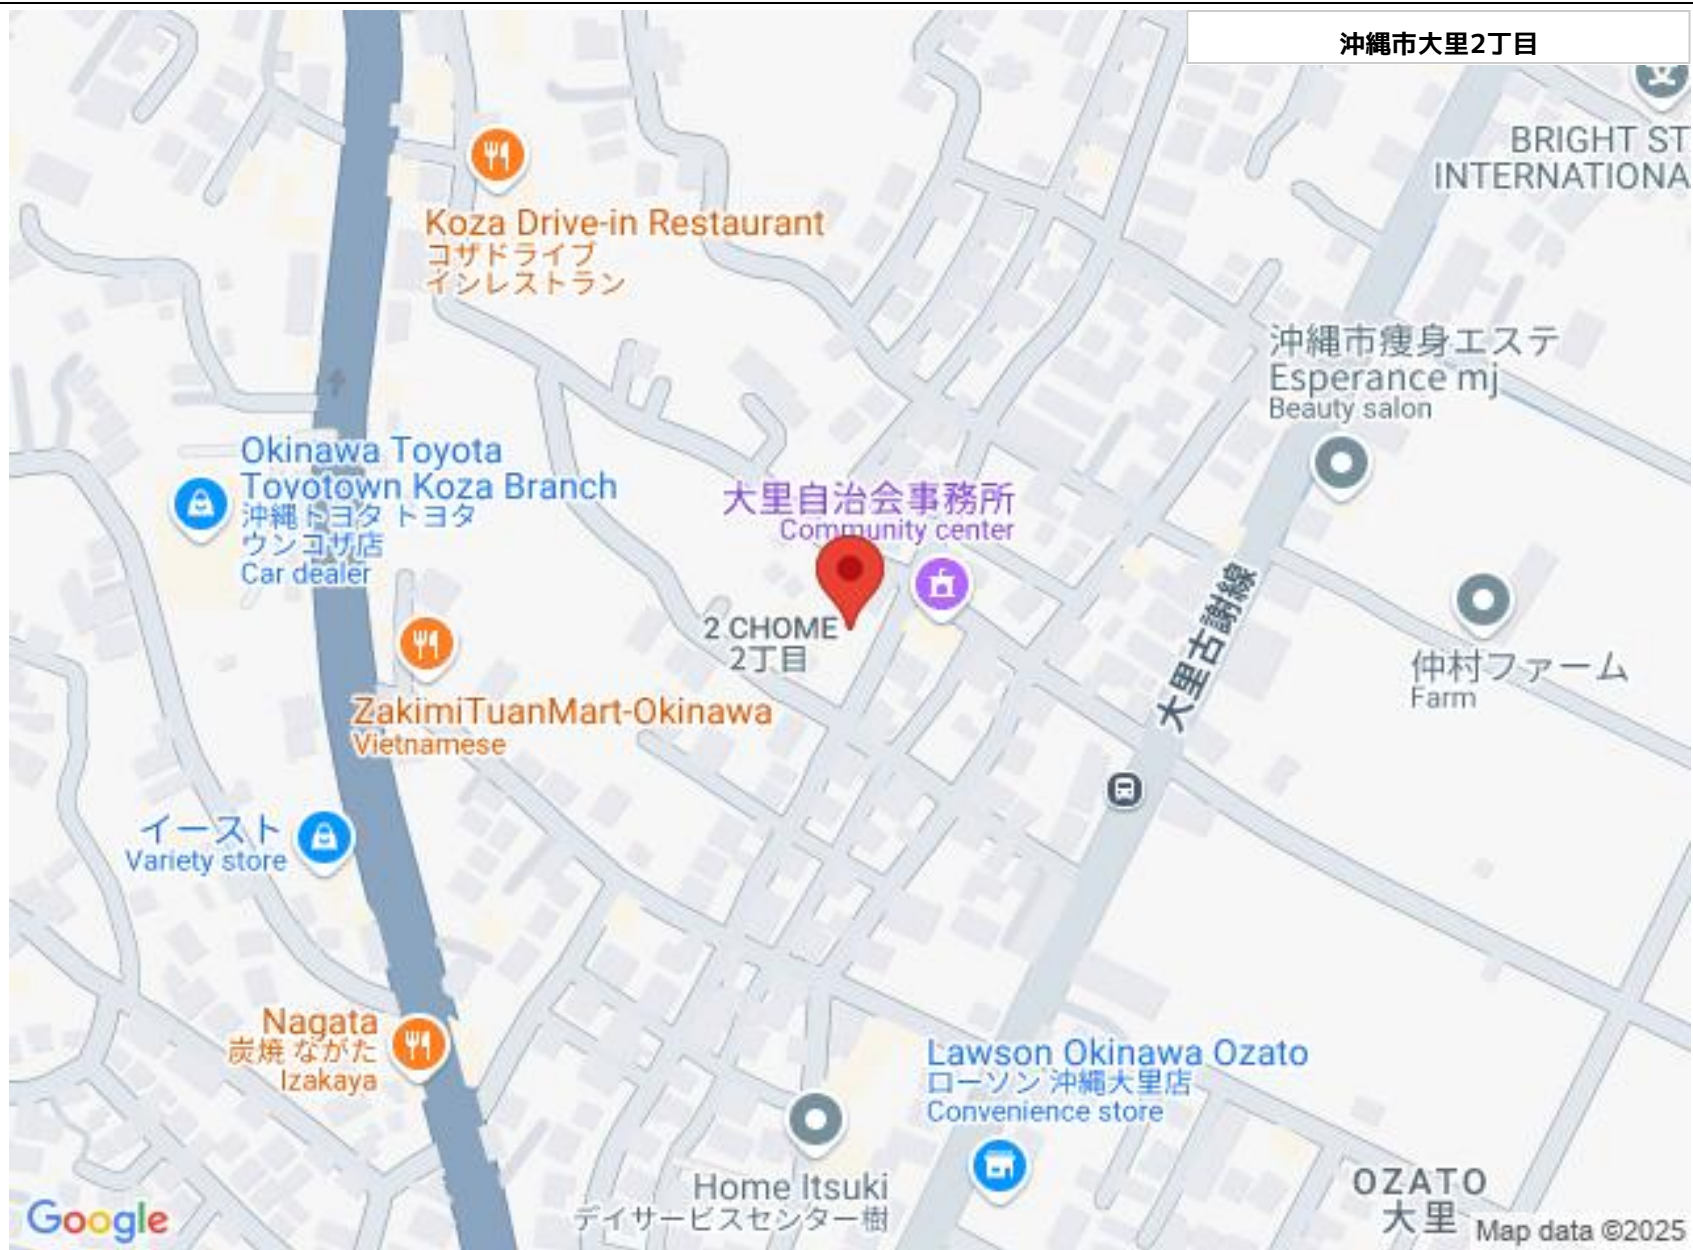 沖縄市大里2丁目
BRIGHT ST
INTERNATIONA
Koza Drive-in Restaurant
コザドライブ
インレストラン
沖縄市痩身エステ
Esperance mj
Beauty salon
Okinawa Toyota
Toyotown Koza Branch
沖縄トヨタ トヨタ
ウンコザ店
Car dealer
大里自治会事務所
Community center
2 CHOME
2丁目
大里古謝線
仲村ファーム
Farm
ZakimiTuanMart-Okinawa
Vietnamese
イースト
Variety store
Nagata
炭焼 ながた
Izakaya
Lawson Okinawa Ozato
ローソン 沖縄大里店
Convenience store
Home Itsuki
デイサービスセンター樹
OZATO
大里
Google
Map data ©2025